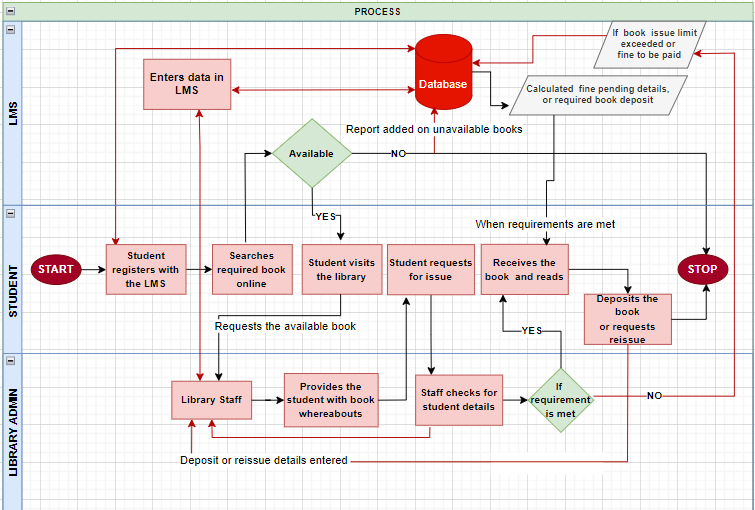 PROCESS
LMS
Enters data in
LMS
Database
If book issue limit
exceeded or
fine to be paid
Calculated fine pending details,
or required book deposit
Report added on unavailable books
Available
NO
YES
When requirements are met
STUDENT
START
Student
registers with
the LMS
Searches
required book
online
Student visits
the library
Student requests
for issue
Receives the
book and reads
STOP
Deposits the
book
or requests
reissue
Requests the available book
YES
LIBRARY ADMIN
Library Staff
Provides the
student with book
whereabouts
Staff checks for
student details
If
requirement
is met
NO
Deposit or reissue details entered